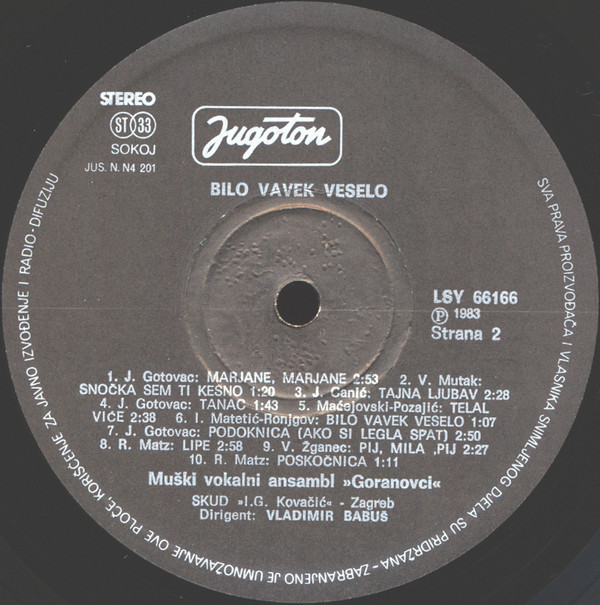 STEREO
ST 33
SOKOJ
JUS. N. N4 201
Jugoton
BILO VAVEK VESELO
LSY 66166
Ⓟ 1983
Strana 2
1. J. Gotovac: MARJANE, MARJANE 2:53 2. V. Mutak:
SNOČKA SEM TI KESNO 1:20 3. J. Canić: TAJNA LJUBAV 2:28
4. J. Gotovac: TANAC 1:43 5. Maćejovski-Pozajić: TELAL
VIČE 2:38 6. I. Matetić-Ronjgov: BILO VAVEK VESELO 1:07
7. J. Gotovac: PODOKNICA (AKO SI LEGLA SPAT) 2:50
8. R. Matz: LIPE 2:58 9. V. Žganec: PIJ, MILA ,PIJ 2:27
10. R. Matz: POSKOČNICA 1:11
Muški vokalni ansambl »Goranovci«
SKUD »I.G. Kovačić« - Zagreb
Dirigent: VLADIMIR BABUS
SVA PRAVA PROIZVOĐAČA I VLASNIKA SNIMLJENOG DJELA SU PRIDRŽANA - ZABRANJENO JE UMNOŽAVANJE OVE PLOČE, KORIŠĆENJE ZA JAVNO IZVOĐENJE I RADIO-DIFUZIJU